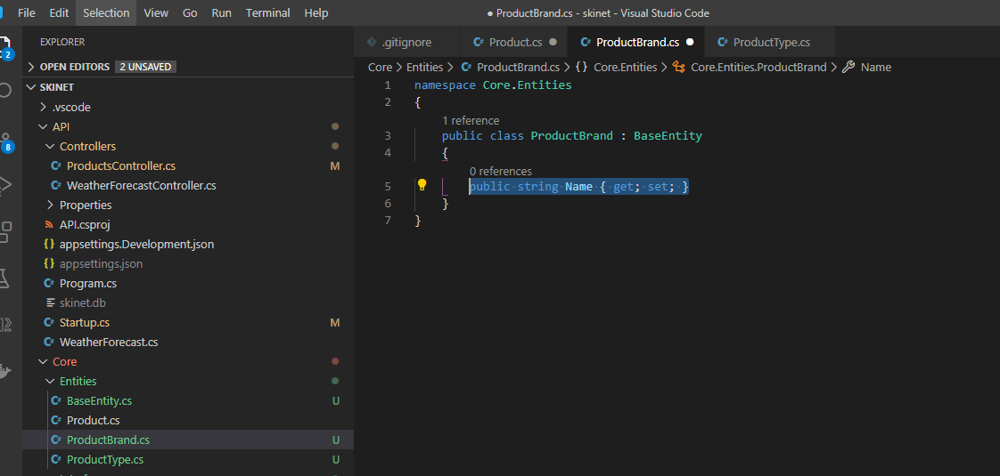 File Edit Selection View Go Run Terminal Help ● ProductBrand.cs - skinet - Visual Studio Code
EXPLORER
OPEN EDITORS 2 UNSAVED
SKINET
.vscode
API
Controllers
C# ProductsController.cs M
C# WeatherForecastController.cs
Properties
API.csproj
{} appsettings.Development.json
{} appsettings.json
C# Program.cs
skinet.db
C# Startup.cs M
C# WeatherForecast.cs
Core
Entities
C# BaseEntity.cs U
C# Product.cs
C# ProductBrand.cs U
C# ProductType.cs U
2
8
.gitignore C# Product.cs ● C# ProductBrand.cs ● C# ProductType.cs
Core > Entities > C# ProductBrand.cs > {} Core.Entities > Core.Entities.ProductBrand > Name
1 namespace Core.Entities
2 {
1 reference
3 public class ProductBrand : BaseEntity
4 {
0 references
5 public string Name { get; set; }
6 }
7 }